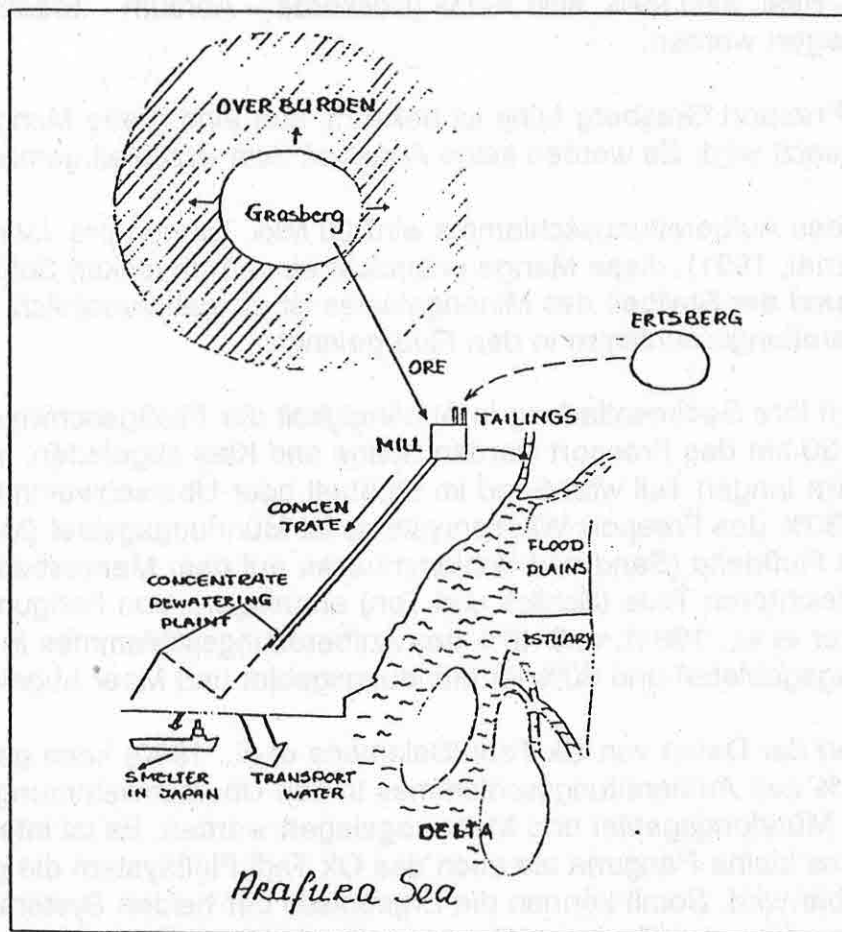 OVER BURDEN
Grasberg
ERTSBERG
ORE
TAILINGS
MILL
CONCEN
TRATE
FLOOD
PLAINS
CONCENTRATE
DEWATERING
PLAINT
ESTUARY
SMELTER
JAPAN
TRANSPORT
WATER
DELTA
Arafura Sea